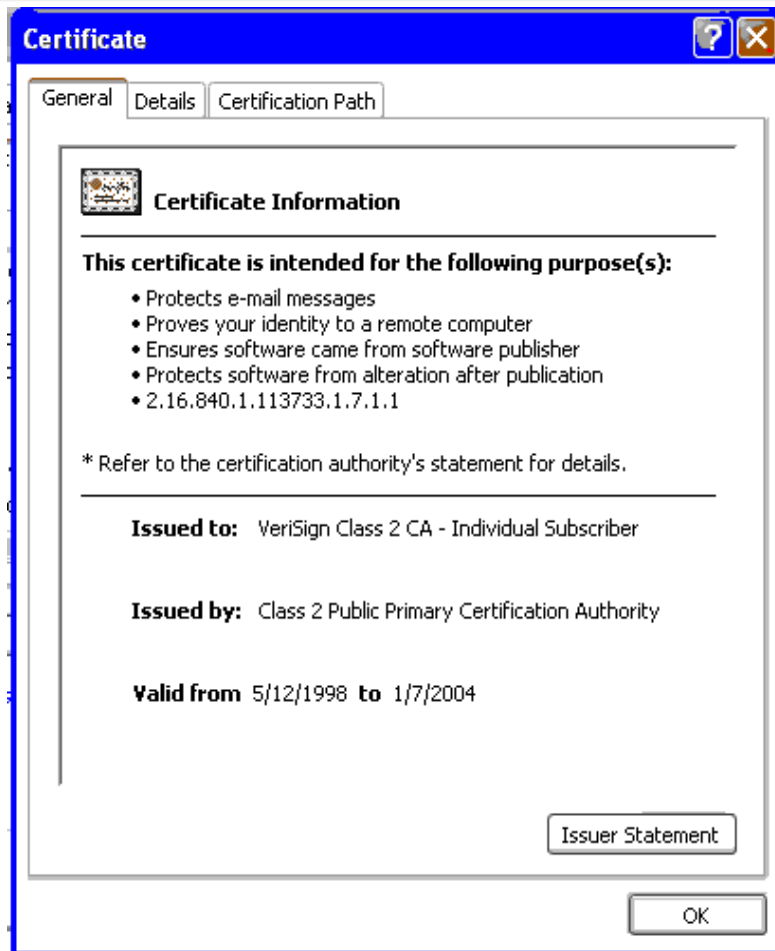 Certificate
General Details Certification Path
Certificate Information
This certificate is intended for the following purpose(s):
• Protects e-mail messages
• Proves your identity to a remote computer
• Ensures software came from software publisher
• Protects software from alteration after publication
• 2.16.840.1.113733.1.7.1.1
* Refer to the certification authority's statement for details.
Issued to: VeriSign Class 2 CA - Individual Subscriber
Issued by: Class 2 Public Primary Certification Authority
Valid from 5/12/1998 to 1/7/2004
Issuer Statement
OK